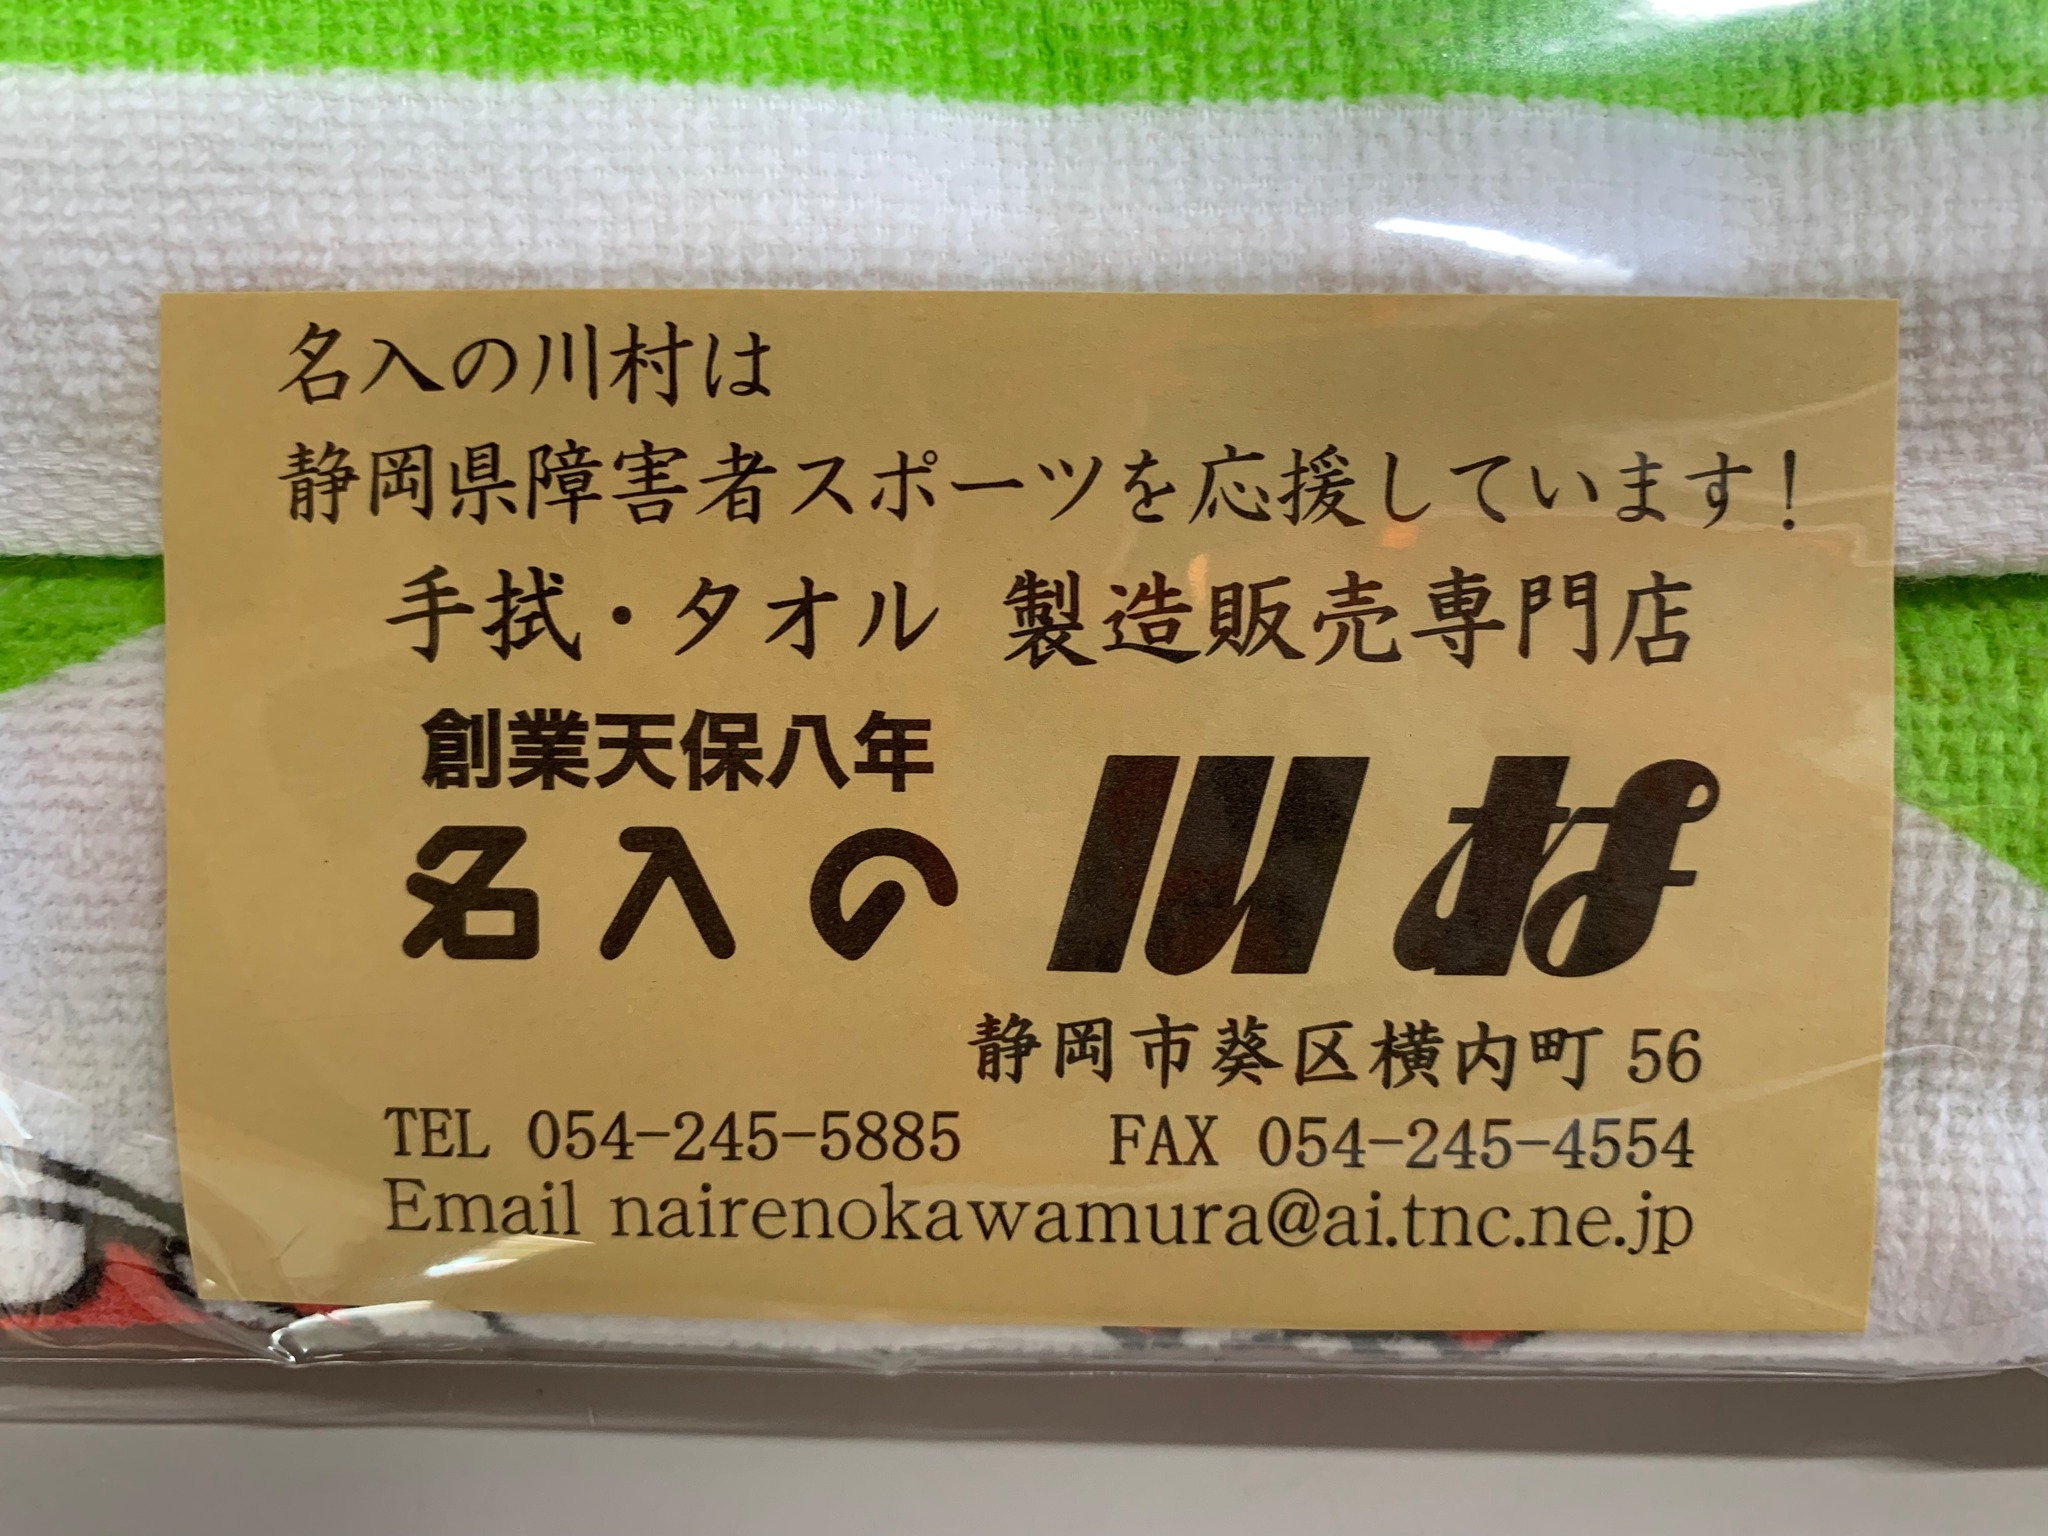 名入の川村は
静岡県障害者スポーツを応援しています!
手拭・タオル 製造販売専門店
創業天保八年
名入の 川村
静岡市葵区横内町 56
TEL 054-245-5885 FAX 054-245-4554
Email nairenokawamura@ai.tnc.ne.jp